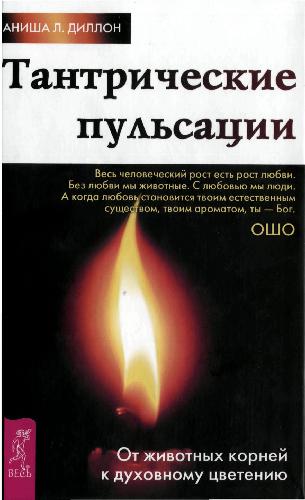 АНИША Л. ДИЛЛОН
Тантрические
пульсации
Весь человеческий рост есть рост любви.
Без любви мы животные. С любовью мы люди.
А когда любовь становится твоим естественным
существом, твоим ароматом, ты — Бог.
ОШО
От животных корней
к духовному цветению
ВЕСЬ